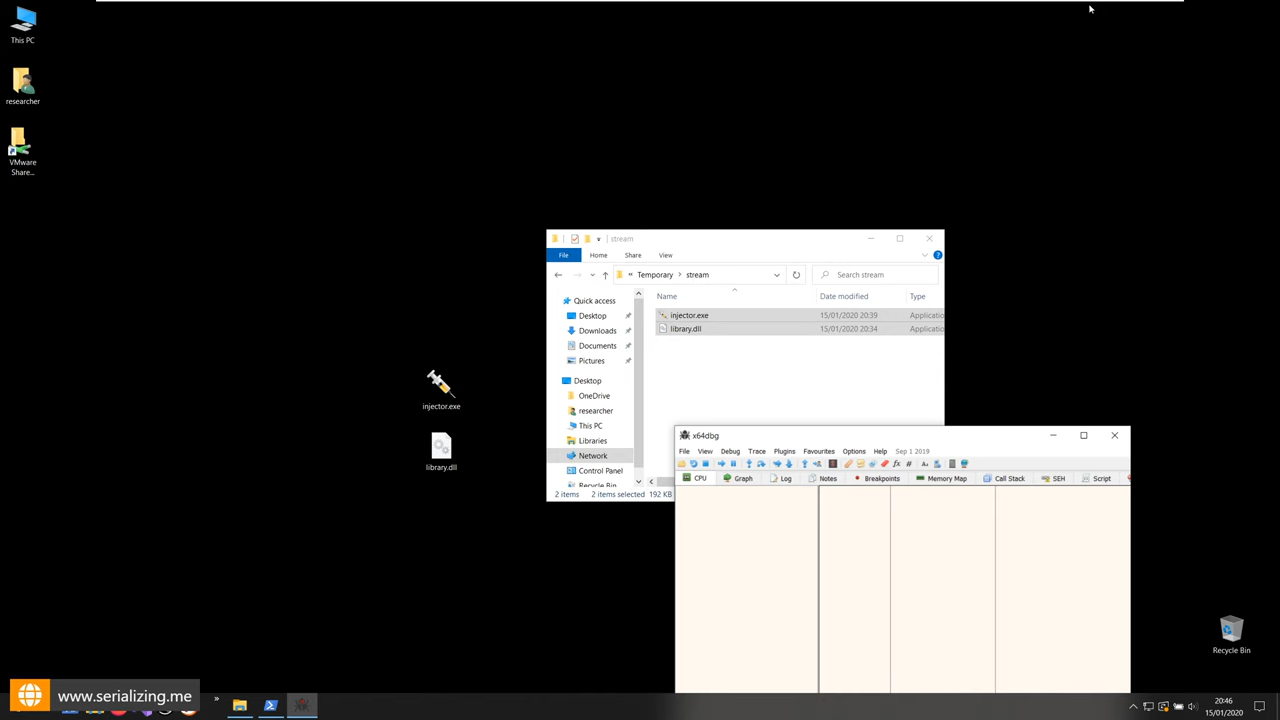 This PC
researcher
VMware
Share...
stream
File
Home
Share
View
Temporary
stream
Search stream
Name
Date modified
Type
Quick access
Desktop
Downloads
Documents
Pictures
Desktop
OneDrive
researcher
This PC
Libraries
Network
Control Panel
Recycle Bin
injector.exe
15/01/2020 20:39
Applicatio
library.dll
15/01/2020 20:34
Applicatio
2 items
2 items selected
192 KB
injector.exe
library.dll
x64dbg
File
View
Debug
Trace
Plugins
Favourites
Options
Help
Sep 1 2019
CPU
Graph
Log
Notes
Breakpoints
Memory Map
Call Stack
SEH
Script
Recycle Bin
www.serializing.me
20:46
15/01/2020